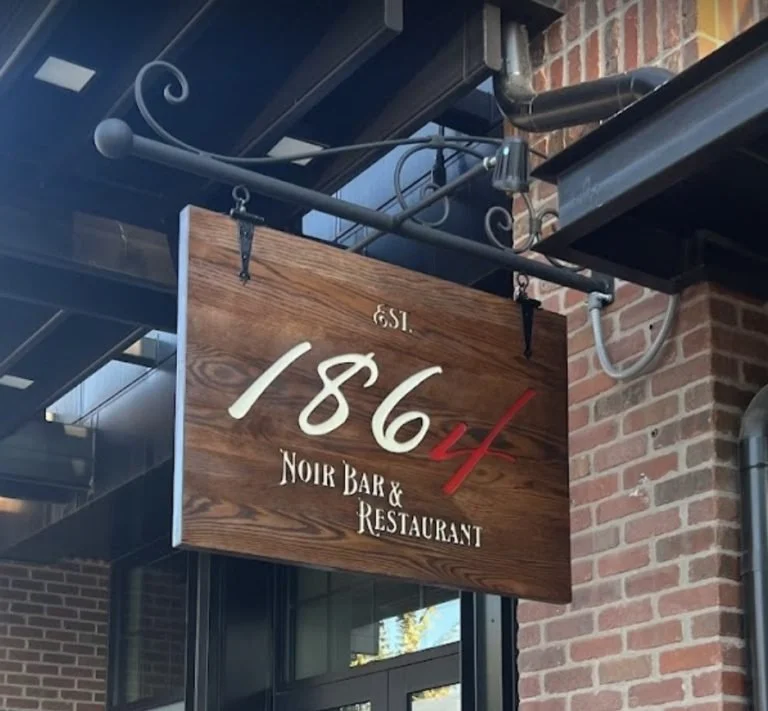 EST.
1864
NOIR BAR &
RESTAURANT